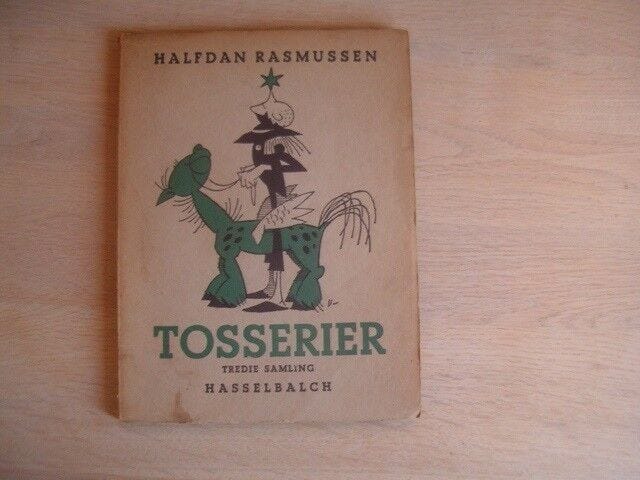 HALFDAN RASMUSSEN
TOSSERIER
TREDIE SAMLING
HASSELBALCH